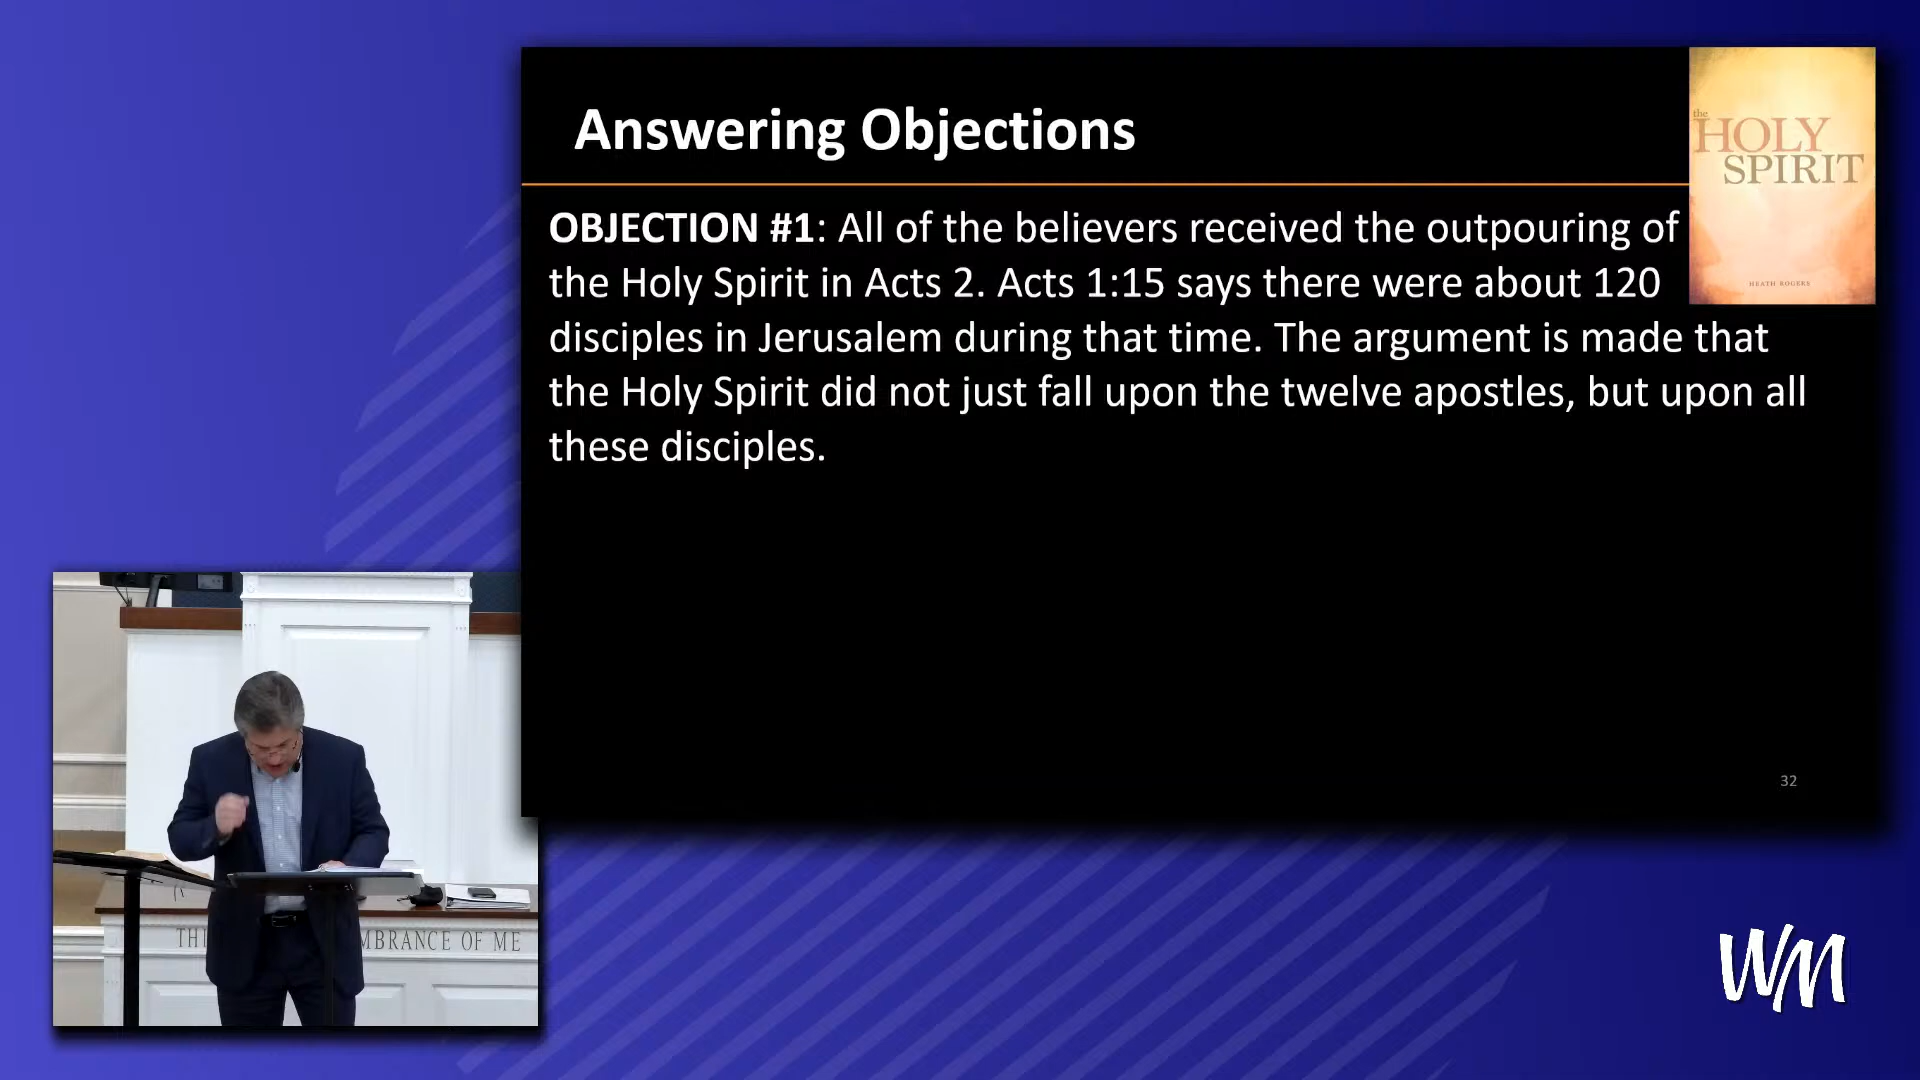 Answering Objections
the
HOLY
SPIRIT
HEATH ROGERS
OBJECTION #1: All of the believers received the outpouring of
the Holy Spirit in Acts 2. Acts 1:15 says there were about 120
disciples in Jerusalem during that time. The argument is made that
the Holy Spirit did not just fall upon the twelve apostles, but upon all
these disciples.
32
MBRANCE OF ME
WM